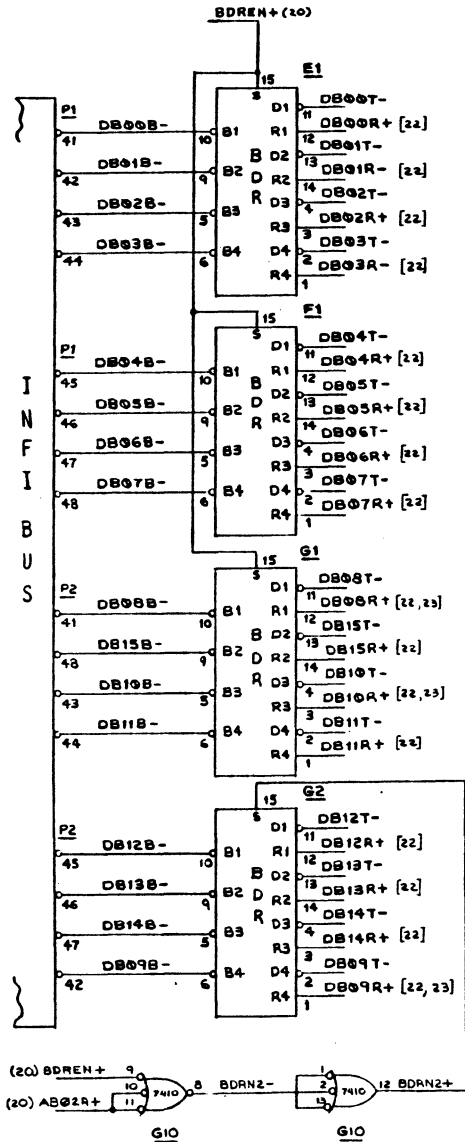 BDREN+(20)
15
E1
S
P1
D1
DB00T-
11
DB00B-
B1
R1
DB00R+ [22]
41
10
12
B
D2
DB01T-
13
DB01B-
B2
D
R2
DB01R- [22]
42
9
14
R
D3
DB02T-
4
DB02B-
B3
R3
DB02R+ [22]
43
5
3
D4
DB03T-
2
DB03B-
B4
R4
DB03R- [22]
44
6
1
15
F1
S
P1
D1
DB04T-
11
DB04B-
B1
R1
DB04R+ [22]
45
10
12
B
D2
DB05T-
13
DB05B-
B2
D
R2
DB05R+ [22]
46
9
14
R
D3
DB06T-
4
DB06B-
B3
R3
DB06R+ [22]
47
5
3
D4
DB07T-
2
DB07B-
B4
R4
DB07R+ [22]
48
6
1
INFIBUS
15
G1
S
P2
D1
DB08T-
11
DB08B-
B1
R1
DB08R+ [22,23]
41
10
12
B
D2
DB15T-
13
DB15B-
B2
D
R2
DB15R+ [22]
48
9
14
R
D3
DB10T-
4
DB10B-
B3
R3
DB10R+ [22,23]
43
5
3
D4
DB11T-
2
DB11B-
B4
R4
DB11R+ [22]
44
6
1
15
G2
S
P2
D1
DB12T-
11
DB12B-
B1
R1
DB12R+ [22]
45
10
12
B
D2
DB13T-
13
DB13B-
B2
D
R2
DB13R+ [22]
46
9
14
R
D3
DB14T-
4
DB14B-
B3
R3
DB14R+ [22]
47
5
3
D4
DB09T-
2
DB09B-
B4
R4
DB09R+ [22,23]
42
6
1
(20) BDREN+
9
10
(20) AB02R+
11
7410
8
BDRN2-
1
2
13
7410
12
BDRN2+
G10
G10